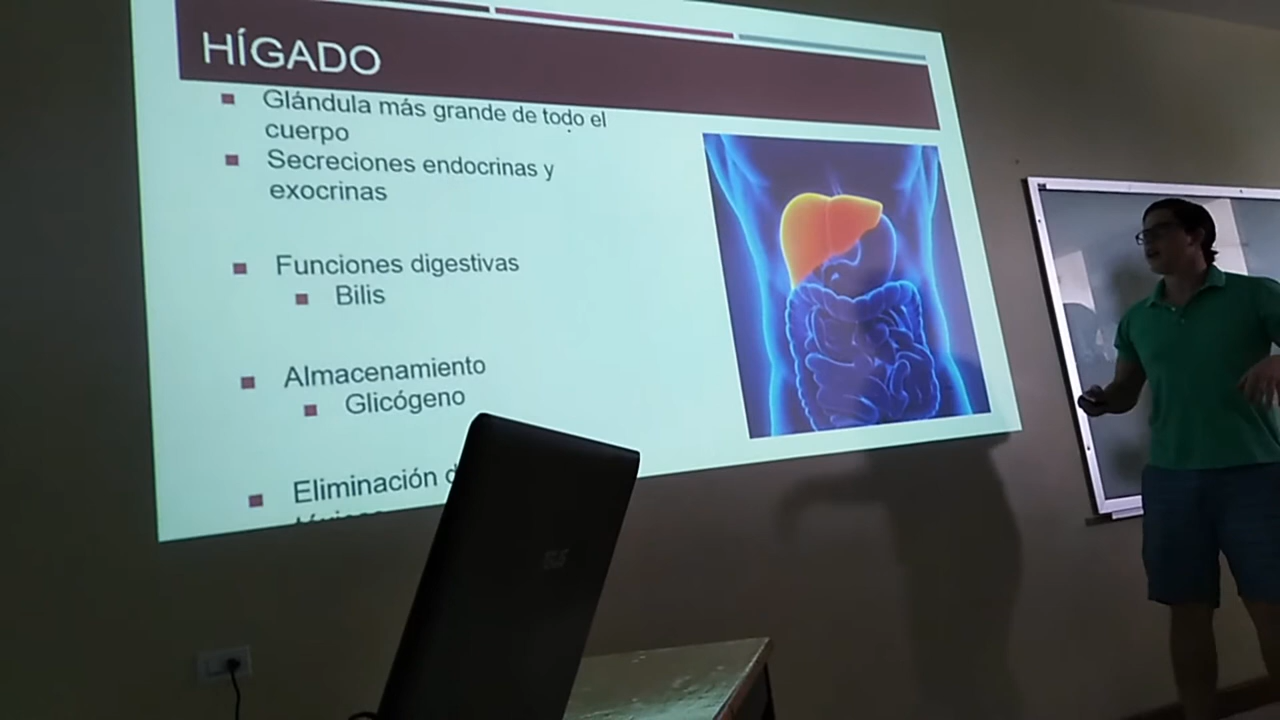 HÍGADO
Glándula más grande de todo el
cuerpo
Secreciones endocrinas y
exocrinas
Funciones digestivas
Bilis
Almacenamiento
Glicógeno
Eliminación